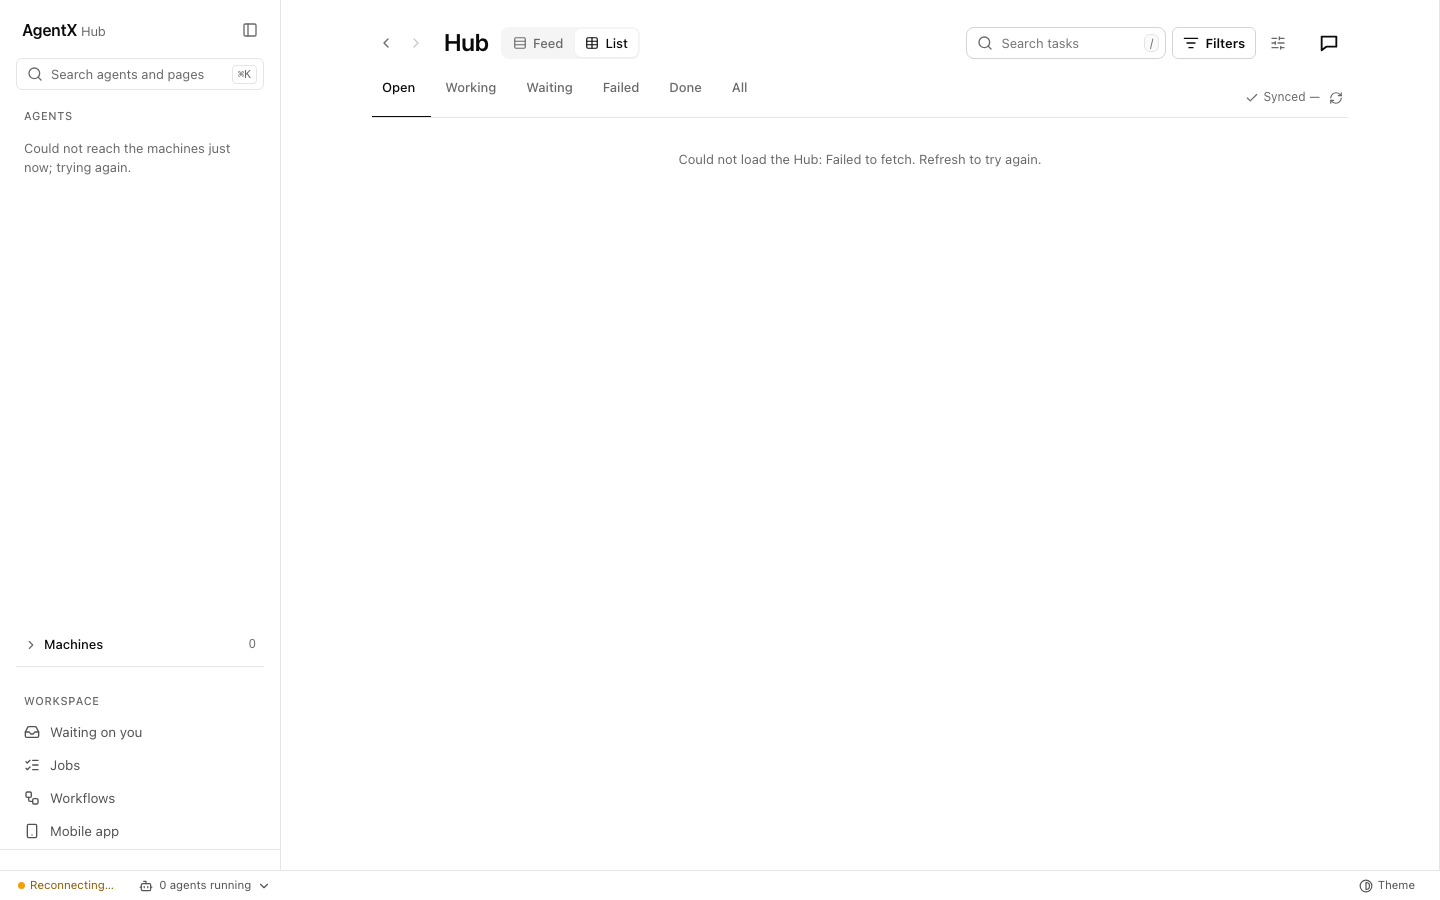 AgentX Hub
Search agents and pages ⌘K
AGENTS
Could not reach the machines just
now; trying again.
Machines 0
WORKSPACE
Waiting on you
Jobs
Workflows
Mobile app
Hub Feed List
Search tasks / Filters
Open Working Waiting Failed Done All
Synced —
Could not load the Hub: Failed to fetch. Refresh to try again.
Reconnecting... 0 agents running Theme